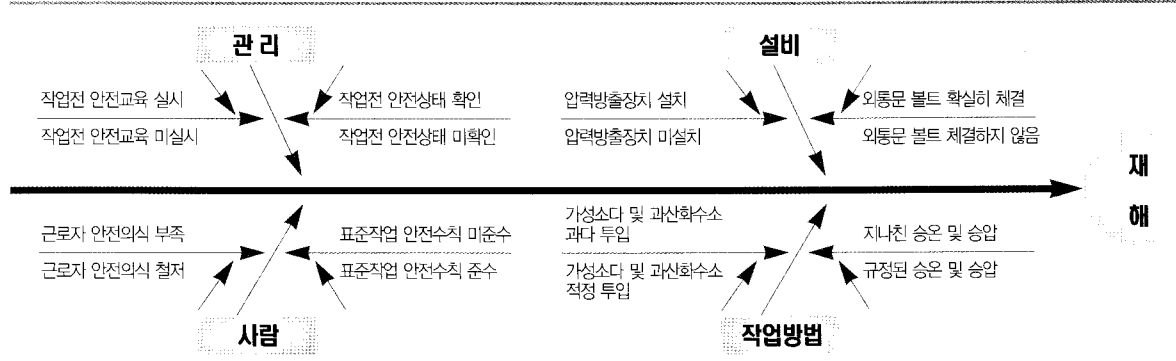 관 리
설비
작업전 안전교육 실시
작업전 안전상태 확인
압력방출장치 설치
외통문 볼트 확실히 체결
작업전 안전교육 미실시
작업전 안전상태 미확인
압력방출장치 미설치
외통문 볼트 체결하지 않음
재
해
근로자 안전의식 부족
표준작업 안전수칙 미준수
가성소다 및 과산화수소
과다 투입
지나친 승온 및 승압
근로자 안전의식 철저
표준작업 안전수칙 준수
가성소다 및 과산화수소
적정 투입
규정된 승온 및 승압
사람
작업방법